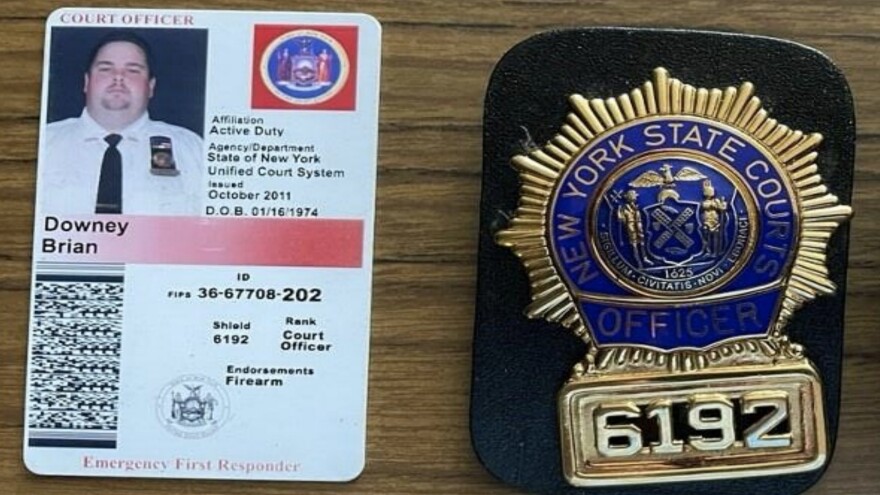 COURT OFFICER
Affiliation
Active Duty
Agency/Department
State of New York
Unified Court System
Issued
October 2011
D.O.B. 01/16/1974
Downey
Brian
ID
FIPS 36-67708-202
Shield
6192
Rank
Court
Officer
Endorsements
Firearm
Emergency First Responder
NEW YORK STATE COURTS
SIGILLUM · CIVITATIS · NOVI · EBORACI
1625
OFFICER
6192